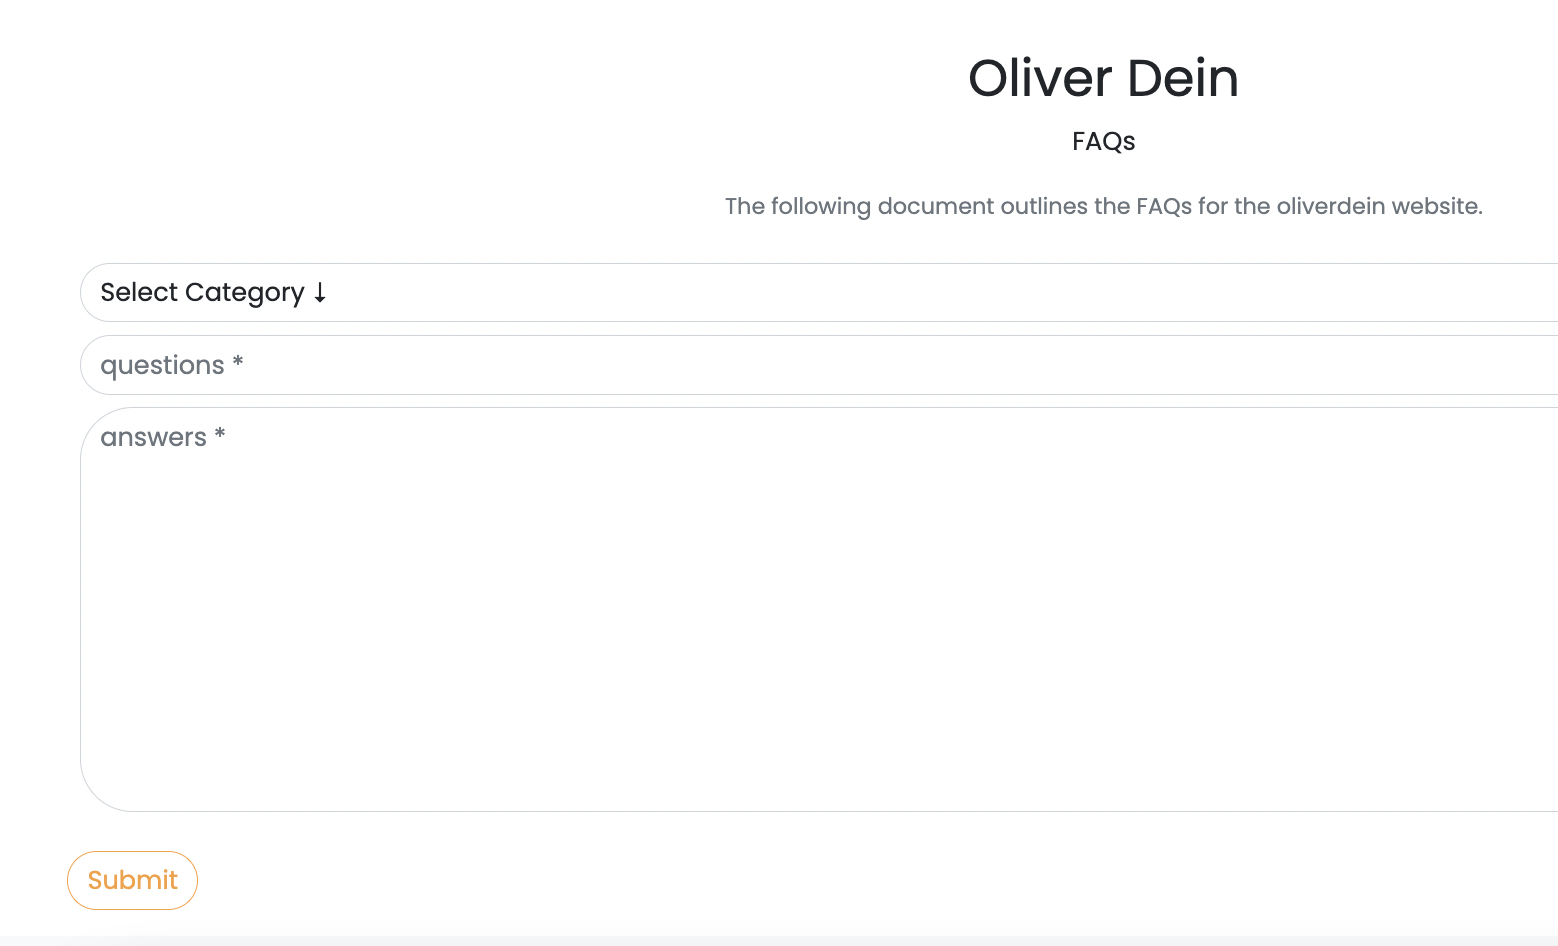 Oliver Dein
FAQs
The following document outlines the FAQs for the oliverdein website.
Select Category ↓
questions *
answers *
Submit